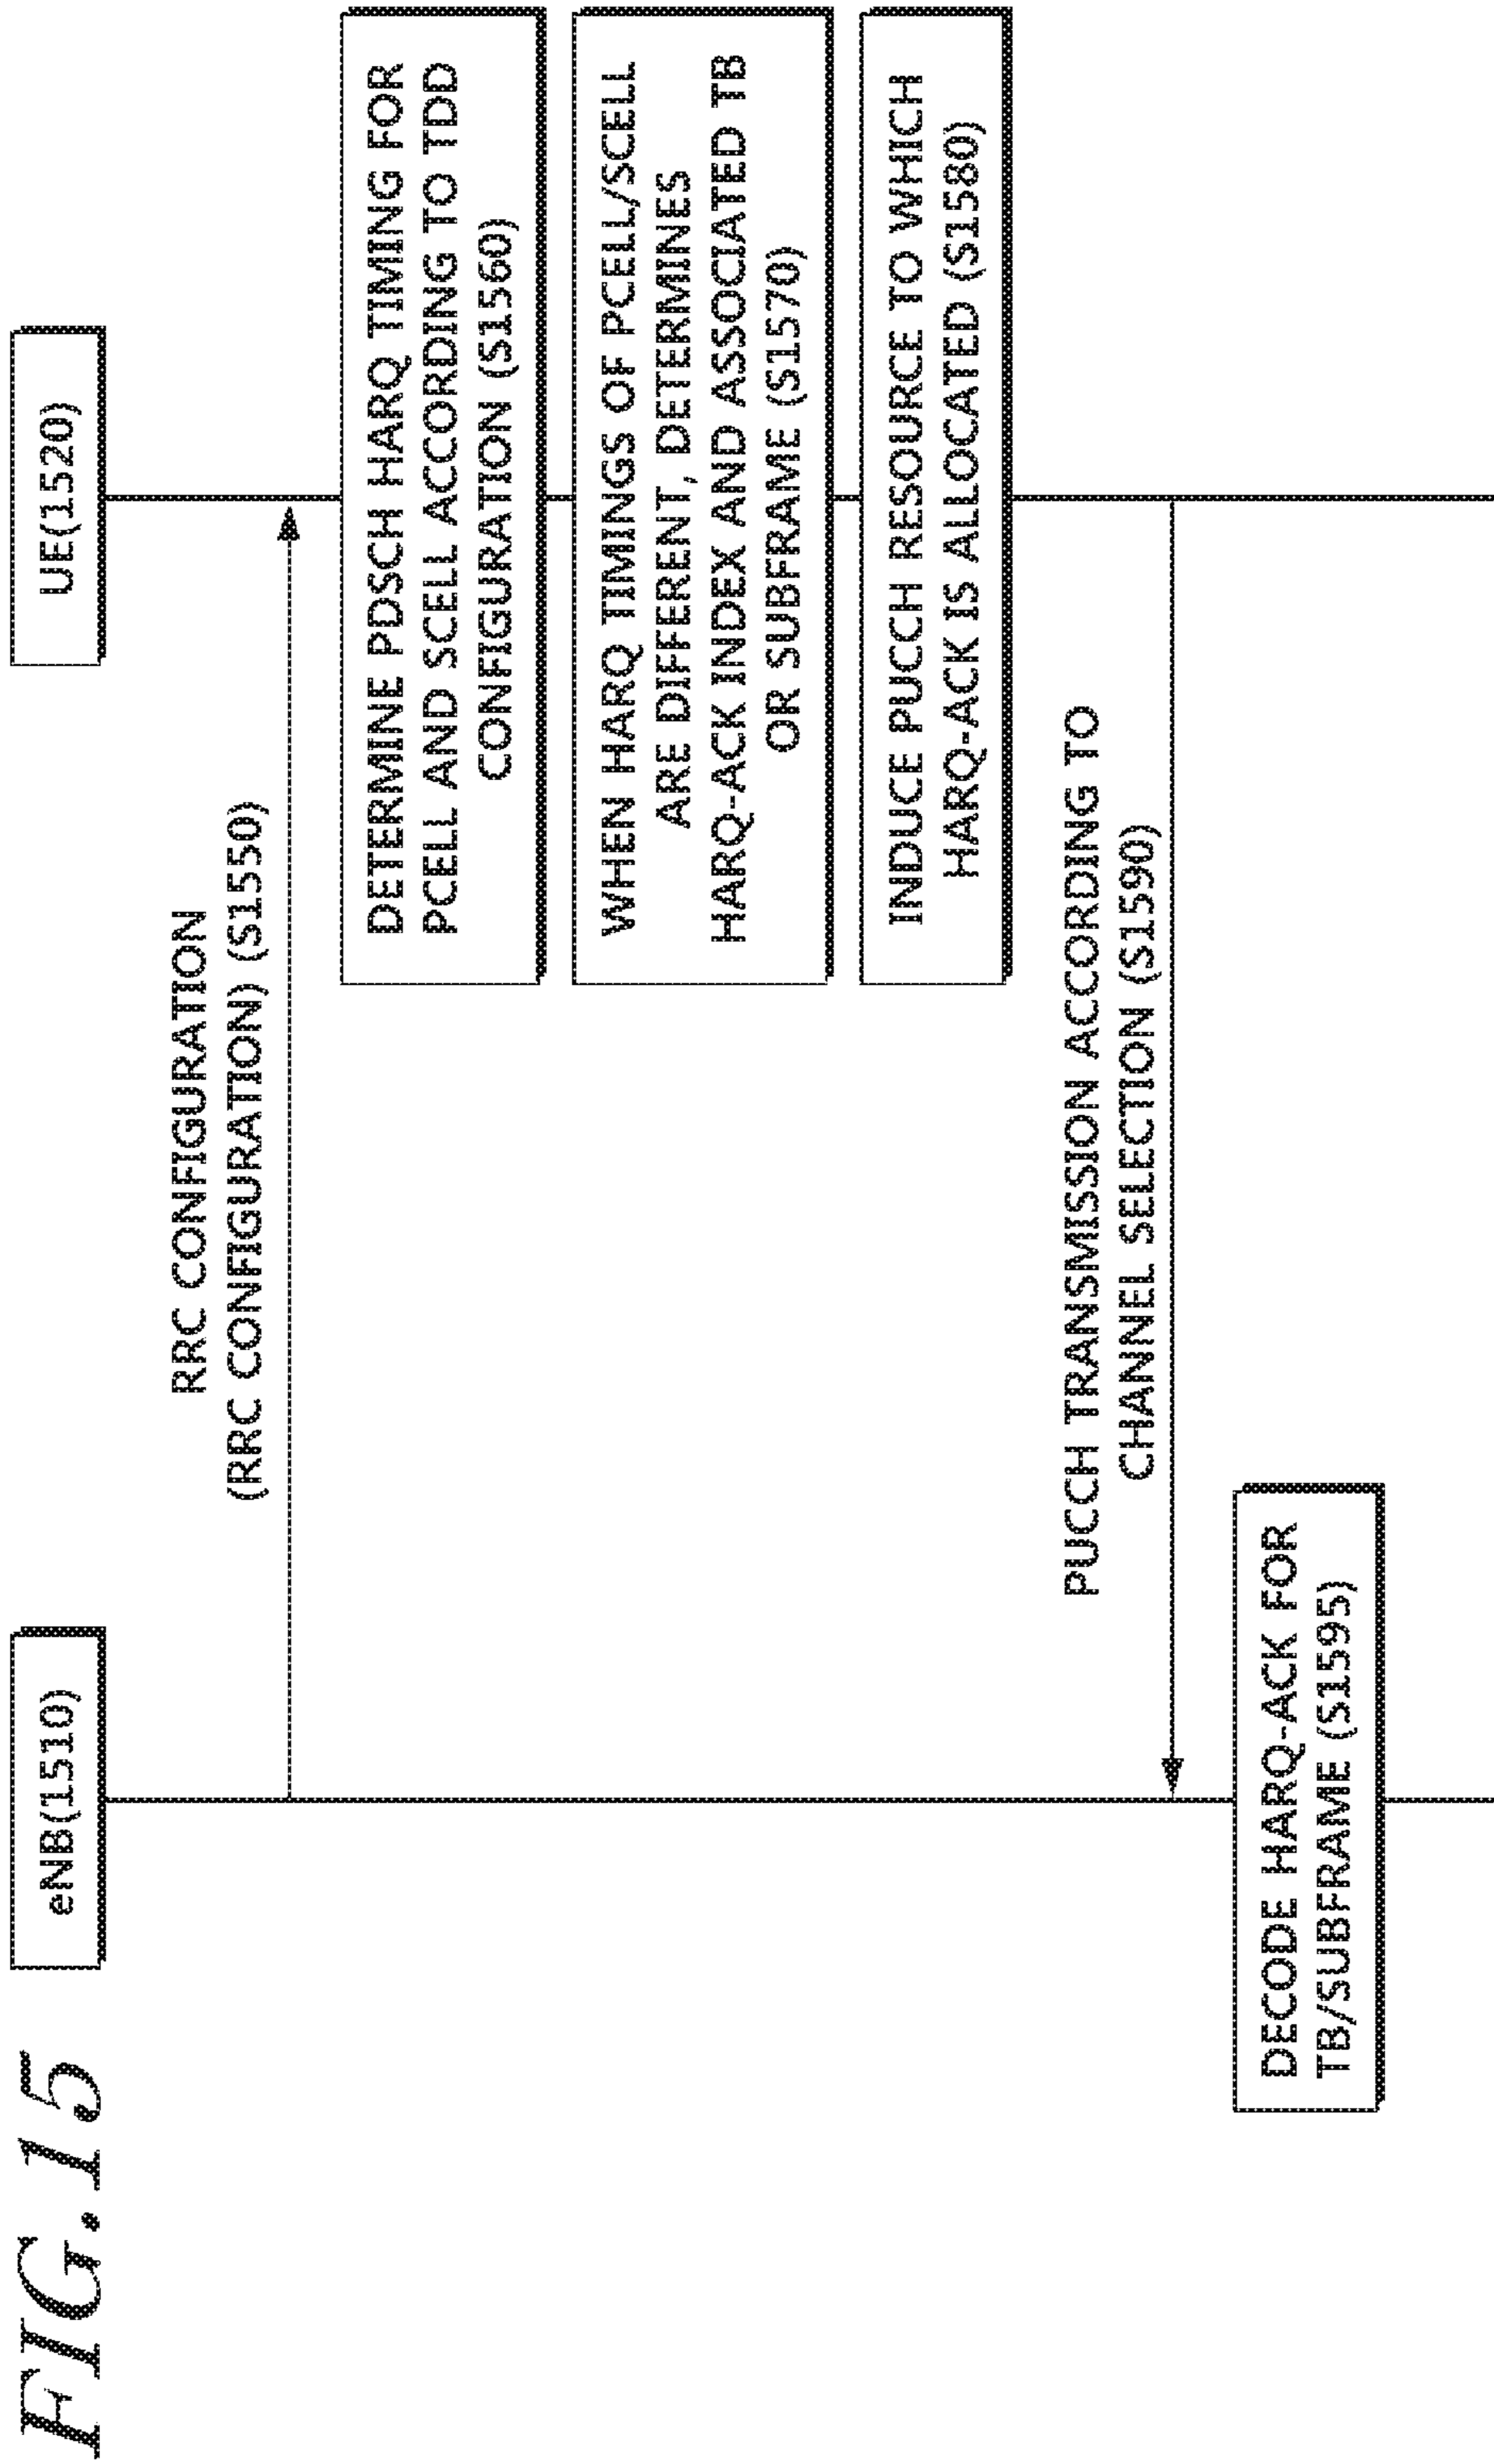 FIG.15
eNB(1510)
UE(1520)
RRC CONFIGURATION
(RRC CONFIGURATION) (S1550)
DETERMINE PDSCH HARQ TIMING FOR
PCELL AND SCELL ACCORDING TO TDD
CONFIGURATION (S1560)
WHEN HARQ TIMINGS OF PCELL/SCELL
ARE DIFFERENT, DETERMINES
HARQ-ACK INDEX AND ASSOCIATED TB
OR SUBFRAME (S1570)
INDUCE PUCCH RESOURCE TO WHICH
HARQ-ACK IS ALLOCATED (S1580)
PUCCH TRANSMISSION ACCORDING TO
CHANNEL SELECTION (S1590)
DECODE HARQ-ACK FOR
TB/SUBFRAME (S1595)